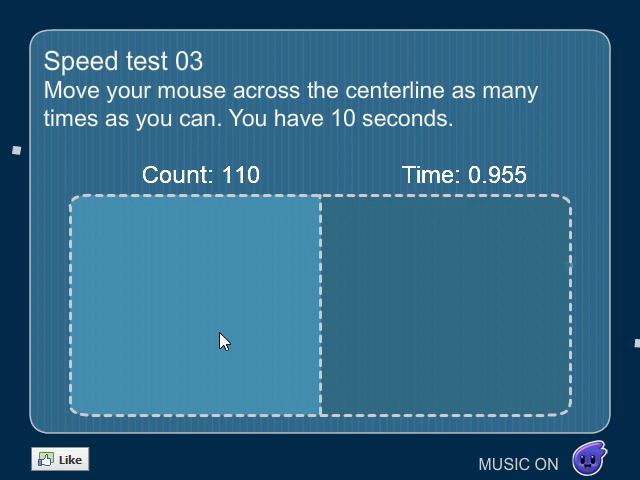 Speed test 03
Move your mouse across the centerline as many
times as you can. You have 10 seconds.
Count: 110
Time: 0.955
Like
MUSIC ON